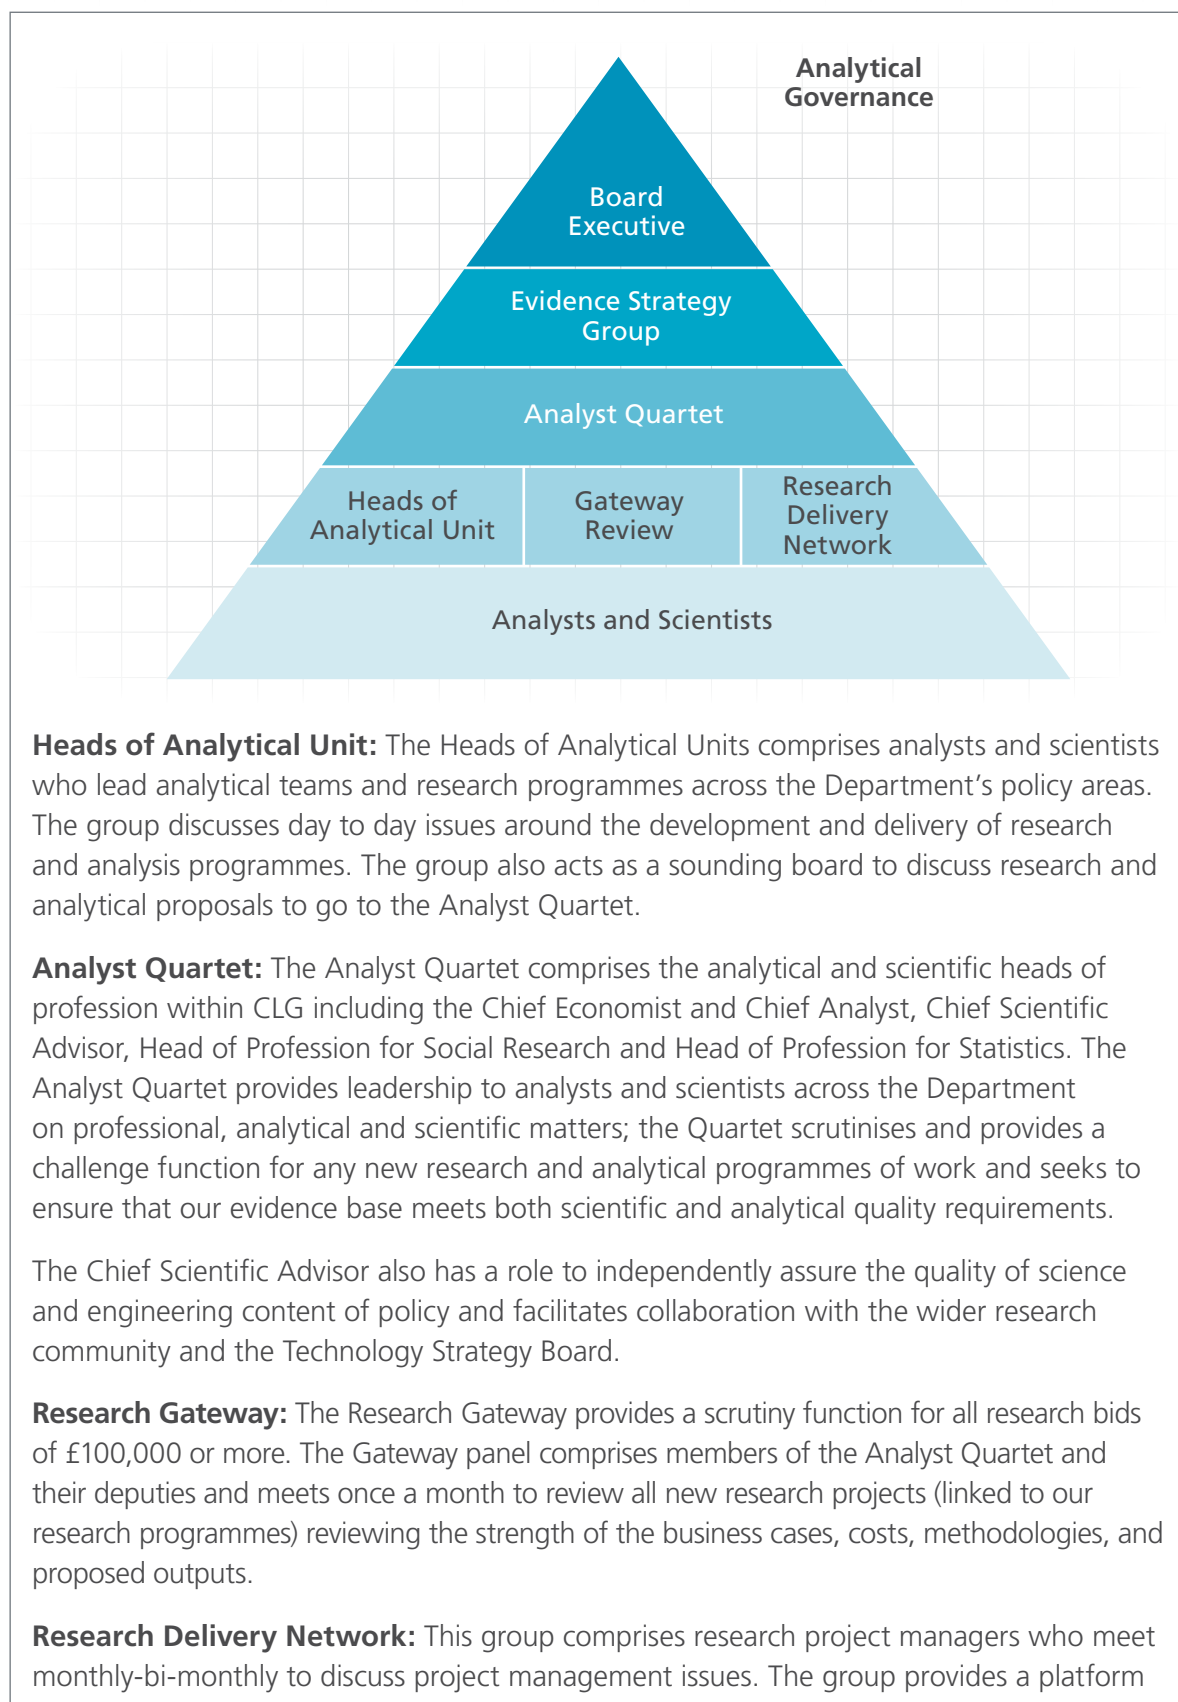 Analytical
Governance
Board
Executive
Evidence Strategy
Group
Analyst Quartet
Heads of
Analytical Unit
Gateway
Review
Research
Delivery
Network
Analysts and Scientists
Heads of Analytical Unit: The Heads of Analytical Units comprises analysts and scientists
who lead analytical teams and research programmes across the Department’s policy areas.
The group discusses day to day issues around the development and delivery of research
and analysis programmes. The group also acts as a sounding board to discuss research and
analytical proposals to go to the Analyst Quartet.
Analyst Quartet: The Analyst Quartet comprises the analytical and scientific heads of
profession within CLG including the Chief Economist and Chief Analyst, Chief Scientific
Advisor, Head of Profession for Social Research and Head of Profession for Statistics. The
Analyst Quartet provides leadership to analysts and scientists across the Department
on professional, analytical and scientific matters; the Quartet scrutinises and provides a
challenge function for any new research and analytical programmes of work and seeks to
ensure that our evidence base meets both scientific and analytical quality requirements.
The Chief Scientific Advisor also has a role to independently assure the quality of science
and engineering content of policy and facilitates collaboration with the wider research
community and the Technology Strategy Board.
Research Gateway: The Research Gateway provides a scrutiny function for all research bids
of £100,000 or more. The Gateway panel comprises members of the Analyst Quartet and
their deputies and meets once a month to review all new research projects (linked to our
research programmes) reviewing the strength of the business cases, costs, methodologies, and
proposed outputs.
Research Delivery Network: This group comprises research project managers who meet
monthly-bi-monthly to discuss project management issues. The group provides a platform